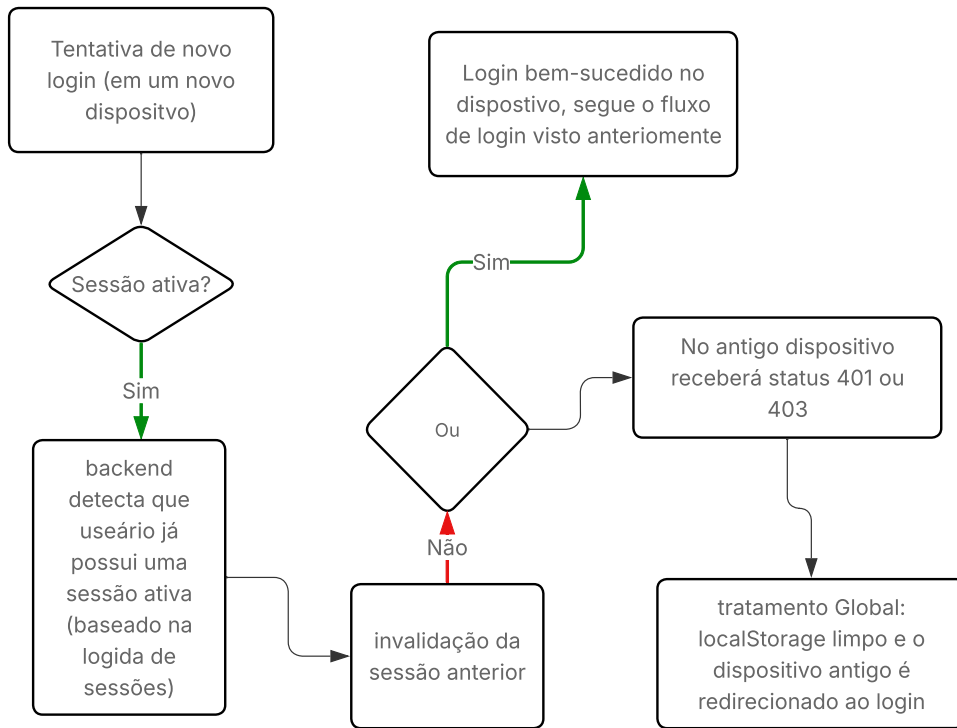 Tentativa de novo
login (em um novo
dispositvo)
Sessão ativa?
Sim
backend
detecta que
useário já
possui uma
sessão ativa
(baseado na
logida de
sessões)
invalidação da
sessão anterior
Não
Ou
Sim
Login bem-sucedido no
dispostivo, segue o fluxo
de login visto anteriomente
No antigo dispositivo
receberá status 401 ou
403
tratamento Global:
localStorage limpo e o
dispositivo antigo é
redirecionado ao login